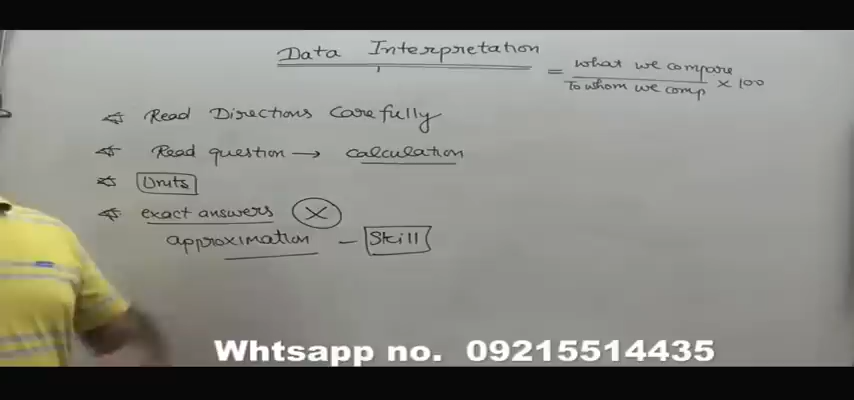 Data Interpretation
= what we compare
To whom we comp × 100
Read Directions Carefully
Read question → calculation
Units
exact answers X
approximation - Skill
Whtsapp no. 09215514435